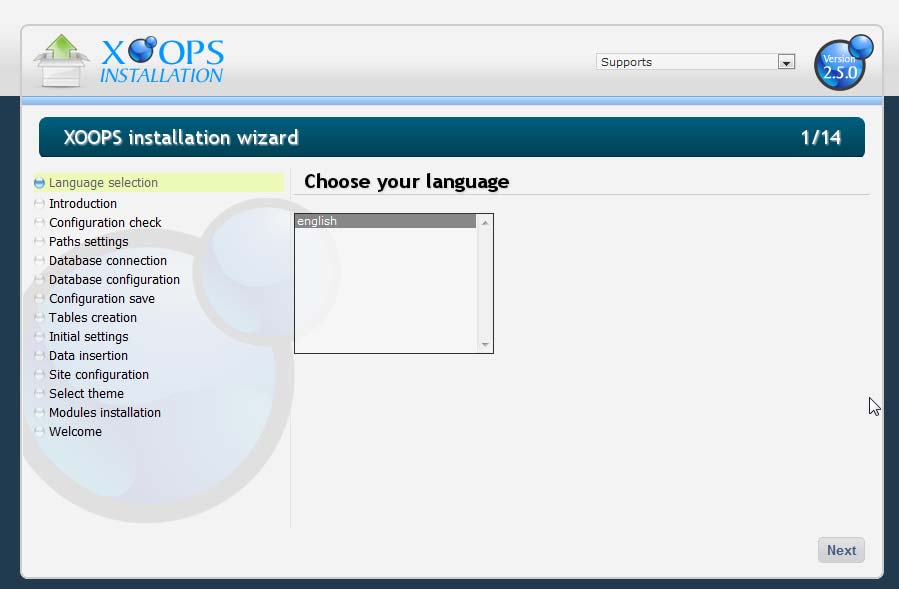 XOOPS
INSTALLATION
Supports
Version
2.5.0
XOOPS installation wizard
1/14
Language selection
Introduction
Configuration check
Paths settings
Database connection
Database configuration
Configuration save
Tables creation
Initial settings
Data insertion
Site configuration
Select theme
Modules installation
Welcome
Choose your language
english
Next